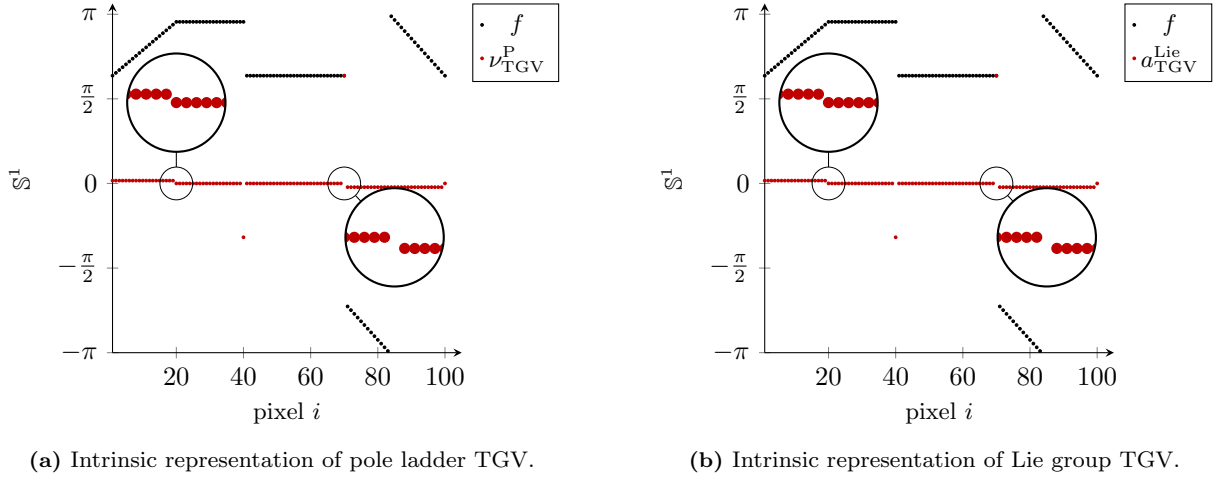 π
π/2
0
−π/2
−π
𝕊¹
20 40 60 80 100
pixel i
f
ν^P_TGV
(a) Intrinsic representation of pole ladder TGV.
π
π/2
0
−π/2
−π
𝕊¹
20 40 60 80 100
pixel i
f
a^Lie_TGV
(b) Intrinsic representation of Lie group TGV.